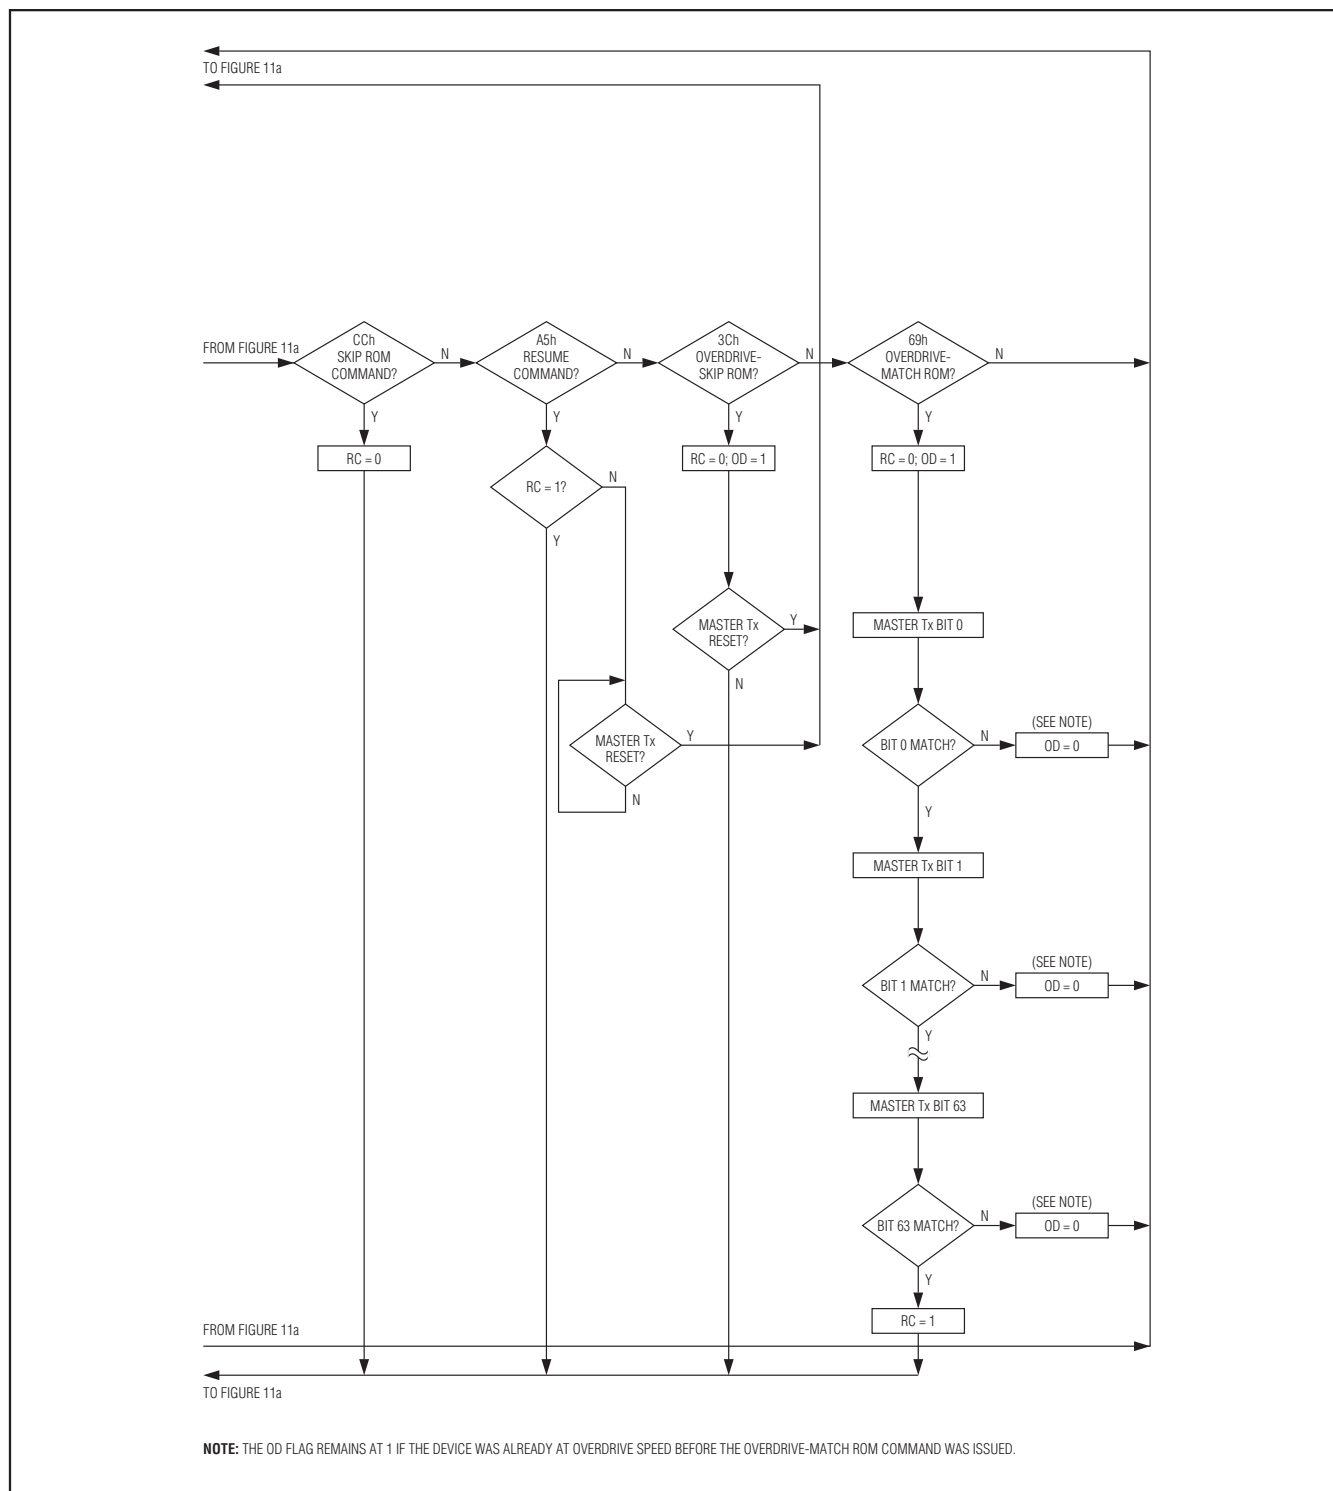 TO FIGURE 11a
FROM FIGURE 11a
CCh
SKIP ROM
COMMAND?
N
A5h
RESUME
COMMAND?
N
3Ch
OVERDRIVE-
SKIP ROM?
N
69h
OVERDRIVE-
MATCH ROM?
N
Y
Y
Y
Y
RC = 0
RC = 0; OD = 1
RC = 0; OD = 1
RC = 1?
N
Y
MASTER Tx
RESET?
Y
N
MASTER Tx BIT 0
MASTER Tx
RESET?
Y
N
BIT 0 MATCH?
N
(SEE NOTE)
OD = 0
Y
MASTER Tx BIT 1
BIT 1 MATCH?
N
(SEE NOTE)
OD = 0
Y
MASTER Tx BIT 63
BIT 63 MATCH?
N
(SEE NOTE)
OD = 0
Y
RC = 1
FROM FIGURE 11a
TO FIGURE 11a
NOTE: THE OD FLAG REMAINS AT 1 IF THE DEVICE WAS ALREADY AT OVERDRIVE SPEED BEFORE THE OVERDRIVE-MATCH ROM COMMAND WAS ISSUED.